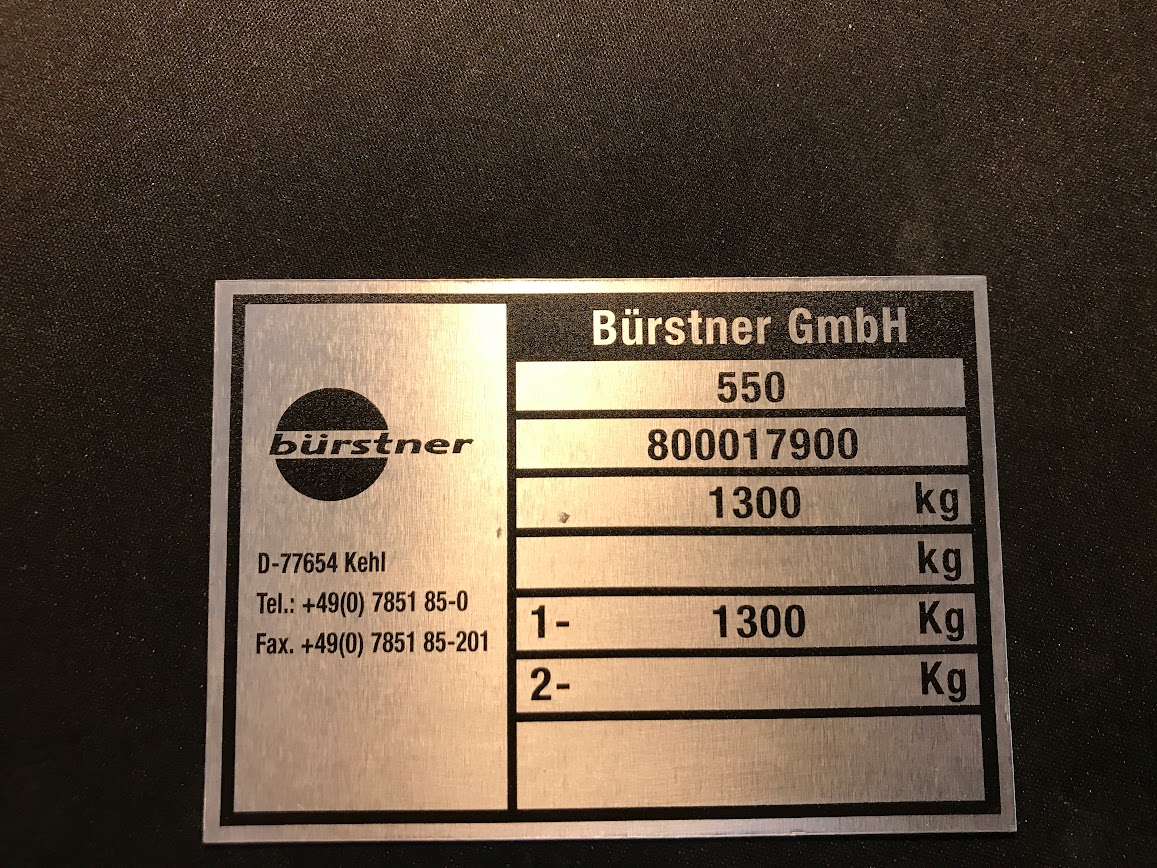 bürstner
D-77654 Kehl
Tel.: +49(0) 7851 85-0
Fax. +49(0) 7851 85-201
Bürstner GmbH
550
800017900
1300 kg
kg
1- 1300 Kg
2- Kg